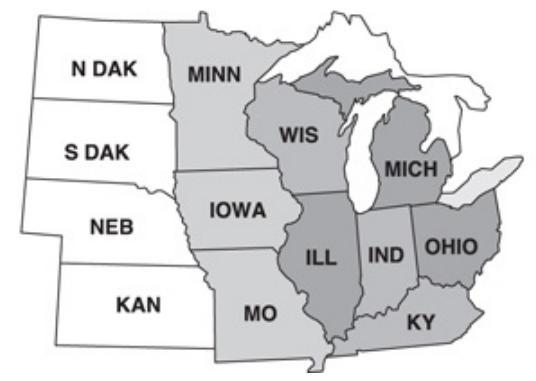 N DAK
MINN
S DAK
WIS
MICH
NEB
IOWA
ILL
IND
OHIO
KAN
MO
KY